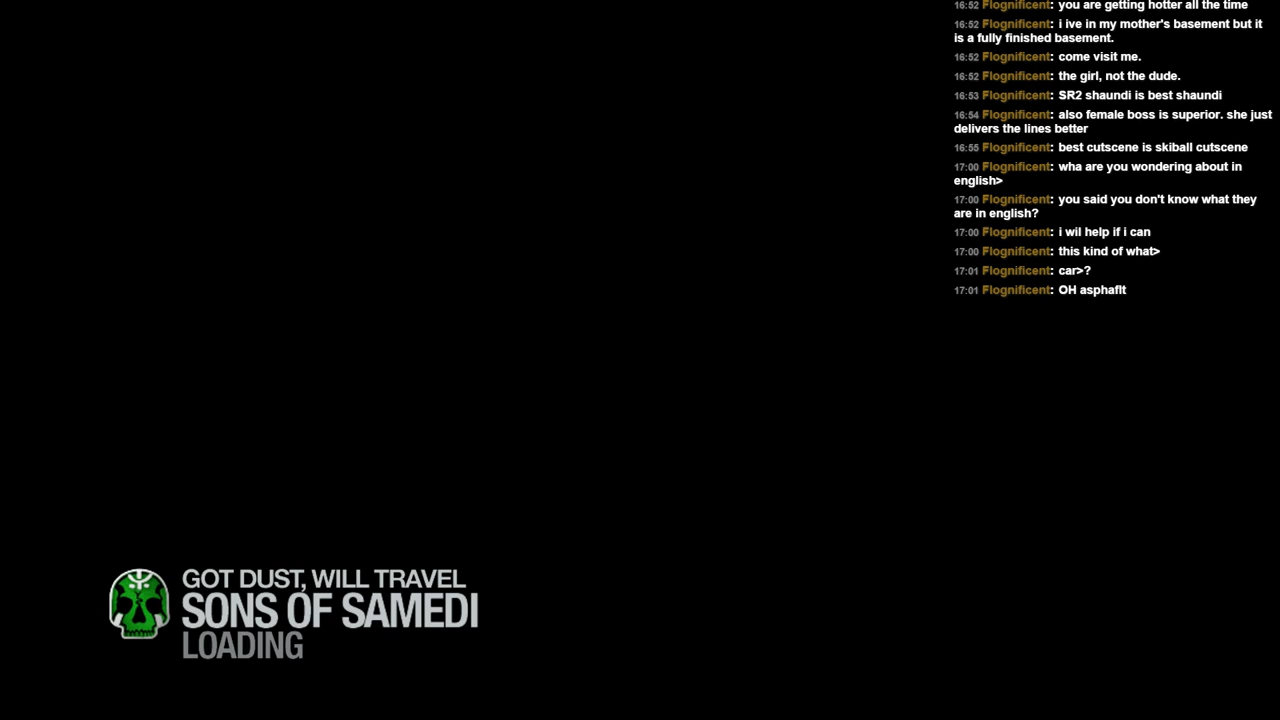 16:52 Flognificent: you are getting hotter all the time
16:52 Flognificent: i ive in my mother's basement but it
is a fully finished basement.
16:52 Flognificent: come visit me.
16:52 Flognificent: the girl, not the dude.
16:53 Flognificent: SR2 shaundi is best shaundi
16:54 Flognificent: also female boss is superior. she just
delivers the lines better
16:55 Flognificent: best cutscene is skiball cutscene
17:00 Flognificent: wha are you wondering about in
english>
17:00 Flognificent: you said you don't know what they
are in english?
17:00 Flognificent: i wil help if i can
17:00 Flognificent: this kind of what>
17:01 Flognificent: car>?
17:01 Flognificent: OH asphaflt
GOT DUST, WILL TRAVEL
SONS OF SAMEDI
LOADING